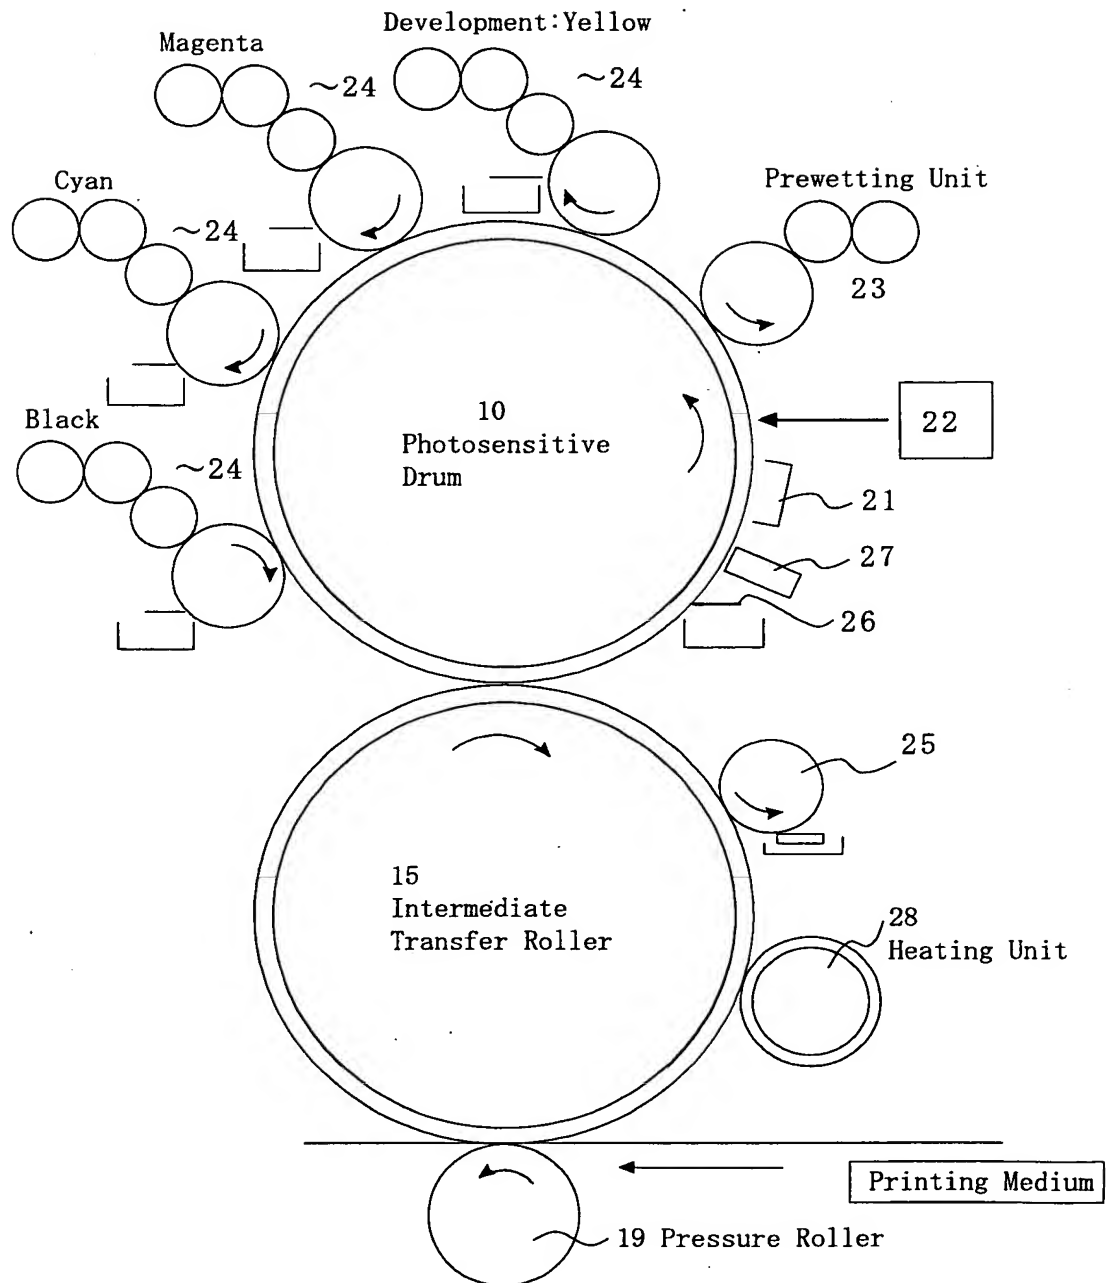 Development:Yellow
Magenta
~24
~24
Cyan
Prewetting Unit
~24
23
10
Photosensitive
Drum
22
Black
~24
21
27
26
25
15
Intermediate
Transfer Roller
28
Heating Unit
Printing Medium
19 Pressure Roller